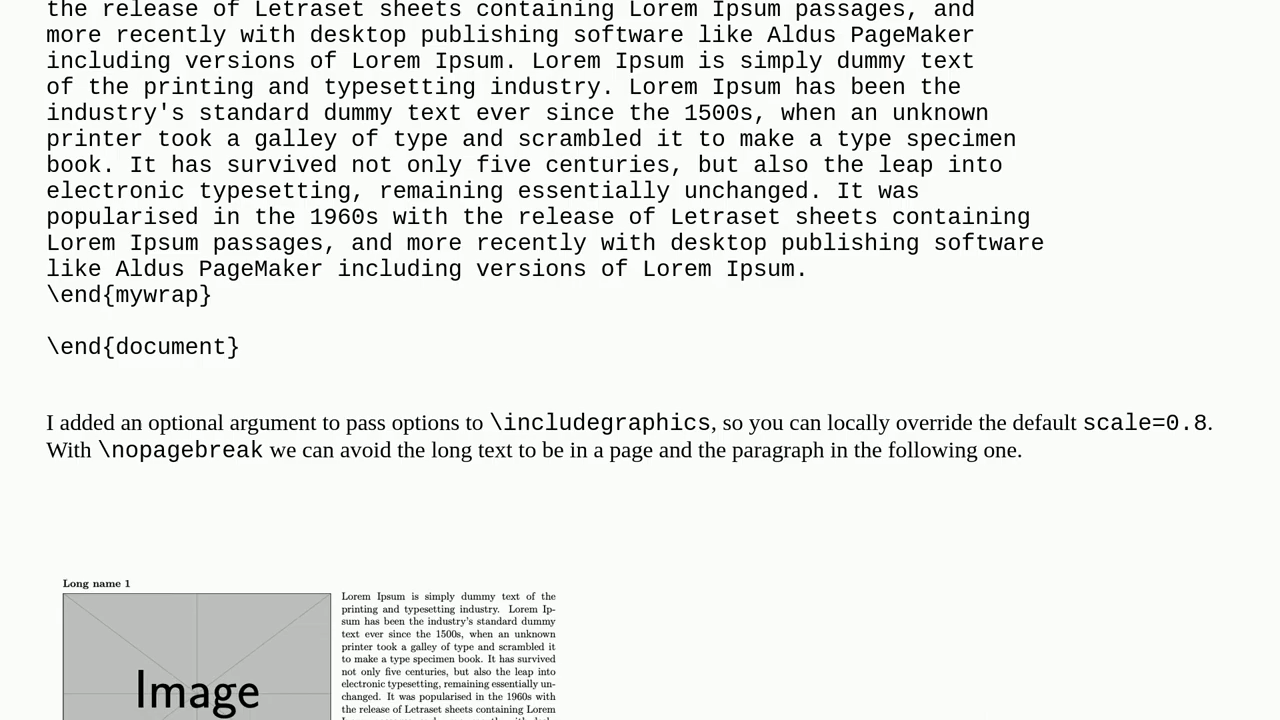 the release of Letraset sheets containing Lorem Ipsum passages, and
more recently with desktop publishing software like Aldus PageMaker
including versions of Lorem Ipsum. Lorem Ipsum is simply dummy text
of the printing and typesetting industry. Lorem Ipsum has been the
industry's standard dummy text ever since the 1500s, when an unknown
printer took a galley of type and scrambled it to make a type specimen
book. It has survived not only five centuries, but also the leap into
electronic typesetting, remaining essentially unchanged. It was
popularised in the 1960s with the release of Letraset sheets containing
Lorem Ipsum passages, and more recently with desktop publishing software
like Aldus PageMaker including versions of Lorem Ipsum.
\end{mywrap}
\end{document}
I added an optional argument to pass options to \includegraphics, so you can locally override the default scale=0.8.
With \nopagebreak we can avoid the long text to be in a page and the paragraph in the following one.
Long name 1
Image
Lorem Ipsum is simply dummy text of the
printing and typesetting industry. Lorem Ip-
sum has been the industry's standard dummy
text ever since the 1500s, when an unknown
printer took a galley of type and scrambled it
to make a type specimen book. It has survived
not only five centuries, but also the leap into
electronic typesetting, remaining essentially un-
changed. It was popularised in the 1960s with
the release of Letraset sheets containing Lorem